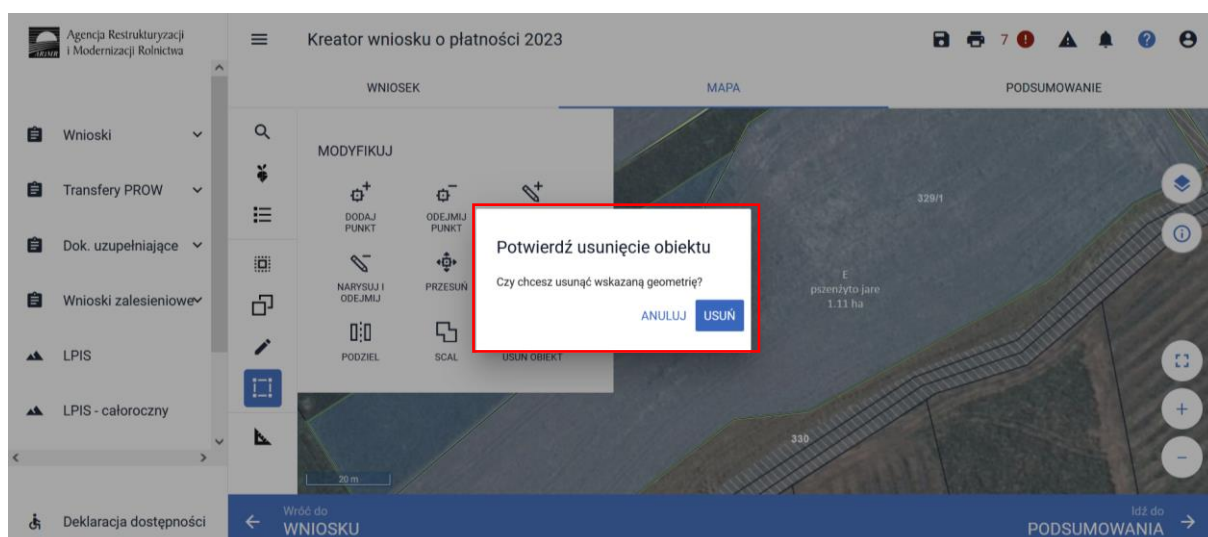 Agencja Restrukturyzacji
i Modernizacji Rolnictwa
ARiMR
Kreator wniosku o płatności 2023
7
WNIOSEK
MAPA
PODSUMOWANIE
Wnioski
Transfery PROW
Dok. uzupełniające
Wnioski zalesieniowe
LPIS
LPIS - całoroczny
Deklaracja dostępności
MODYFIKUJ
DODAJ
PUNKT
ODEJMIJ
PUNKT
NARYSUJ I
ODEJMIJ
PRZESUŃ
PODZIEL
SCAL
USUŃ OBIEKT
Potwierdź usunięcie obiektu
Czy chcesz usunąć wskazaną geometrię?
ANULUJ
USUŃ
329/1
E
pszenżyto jare
1.11 ha
330
20 m
Wróć do
WNIOSKU
Idź do
PODSUMOWANIA